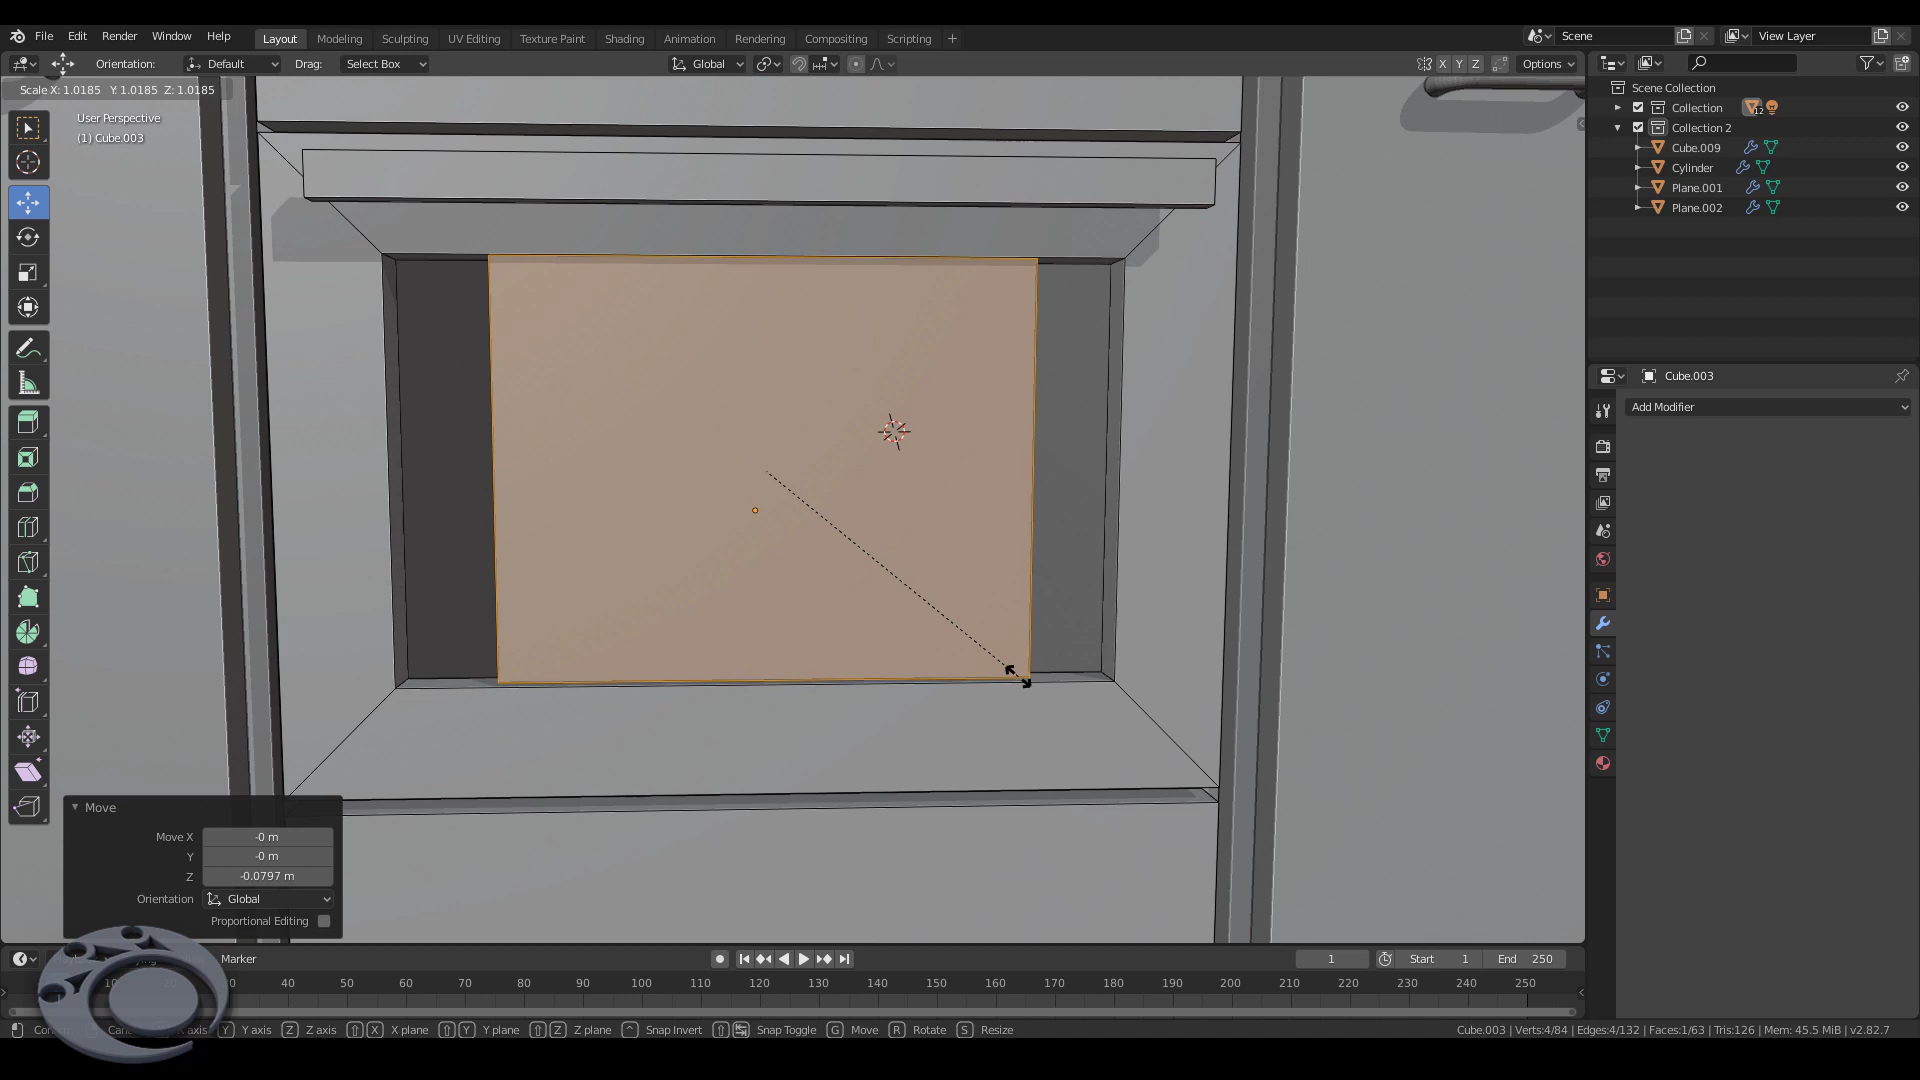 File Edit Render Window Help Layout Modeling Sculpting UV Editing Texture Paint Shading Animation Rendering Compositing Scripting + Scene View Layer
Orientation: Default Drag: Select Box Global X Y Z Options
Scale X: 1.0185 Y: 1.0185 Z: 1.0185
User Perspective
(1) Cube.003
Scene Collection
Collection 12
Collection 2
Cube.009
Cylinder
Plane.001
Plane.002
Cube.003
Add Modifier
Move
Move X -0 m
Y -0 m
Z -0.0797 m
Orientation Global
Proportional Editing
Marker 1 Start 1 End 250
40 50 60 70 80 90 100 110 120 130 140 150 160 170 180 190 200 210 220 230 240 250
Y Y axis Z Z axis X X plane Y Y plane Z Z plane ^ Snap Invert Snap Toggle G Move R Rotate S Resize Cube.003 | Verts:4/84 | Edges:4/132 | Faces:1/63 | Tris:126 | Mem: 45.5 MiB | v2.82.7